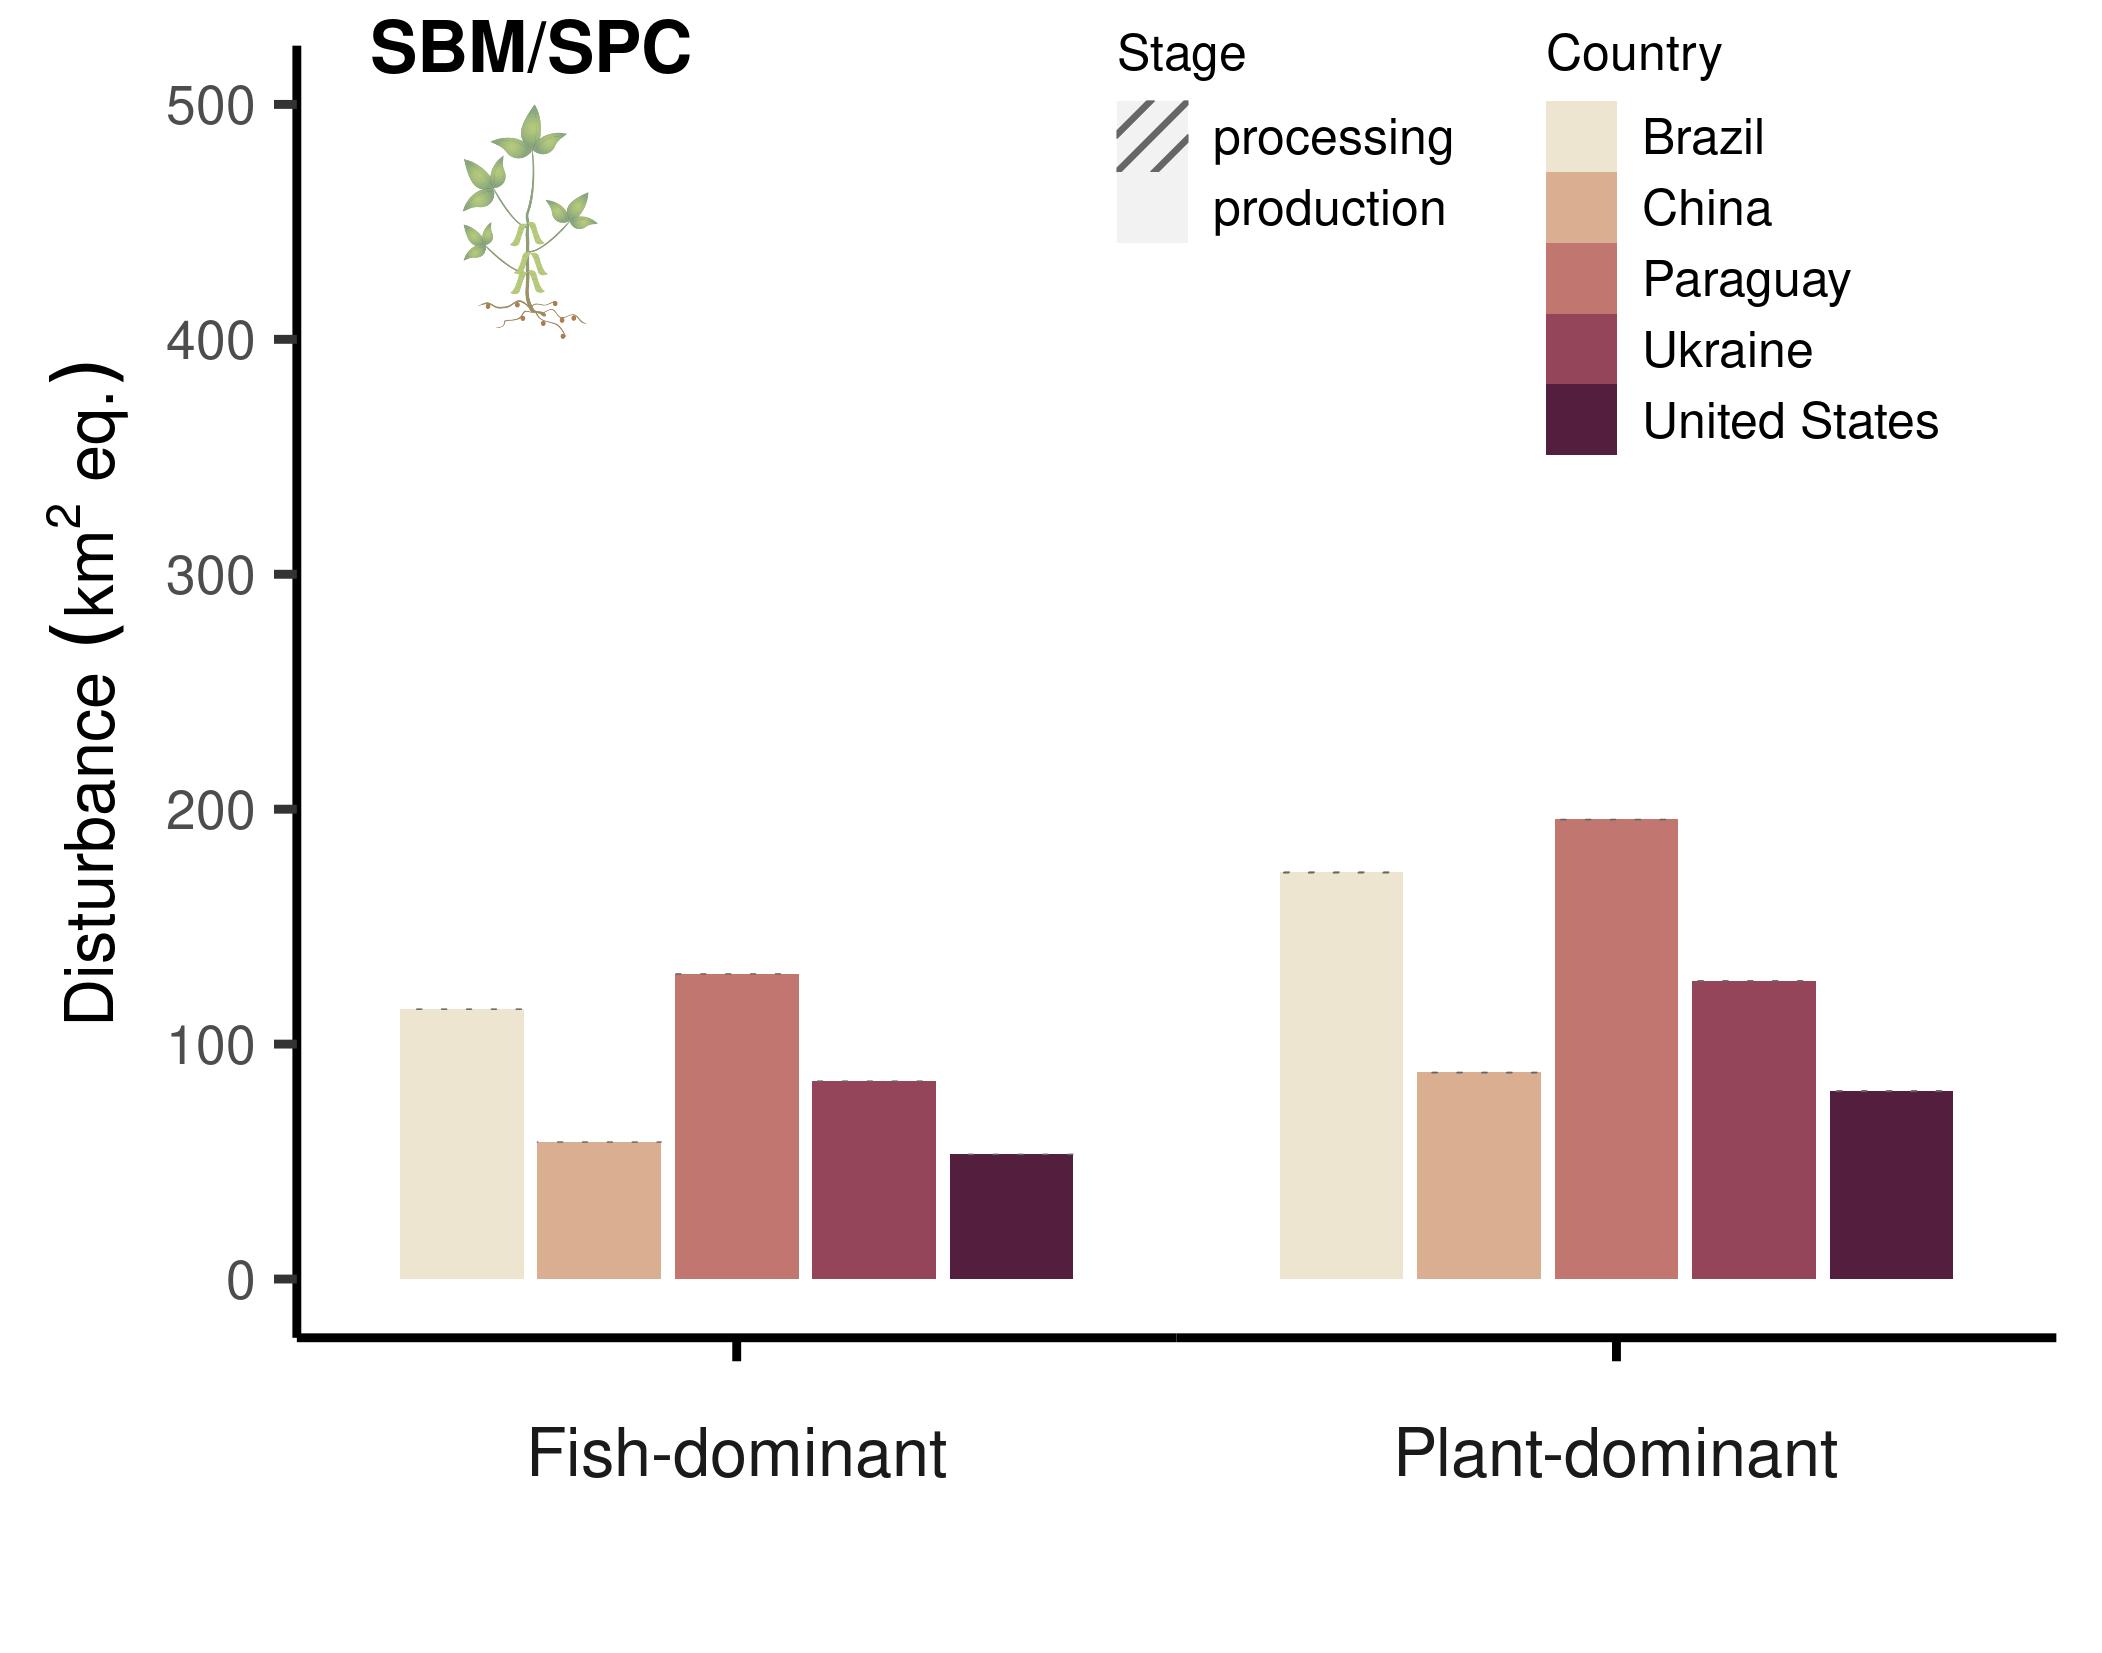 SBM/SPC
Stage
processing
production
Country
Brazil
China
Paraguay
Ukraine
United States
Disturbance (km² eq.)
500
400
300
200
100
0
Fish-dominant
Plant-dominant